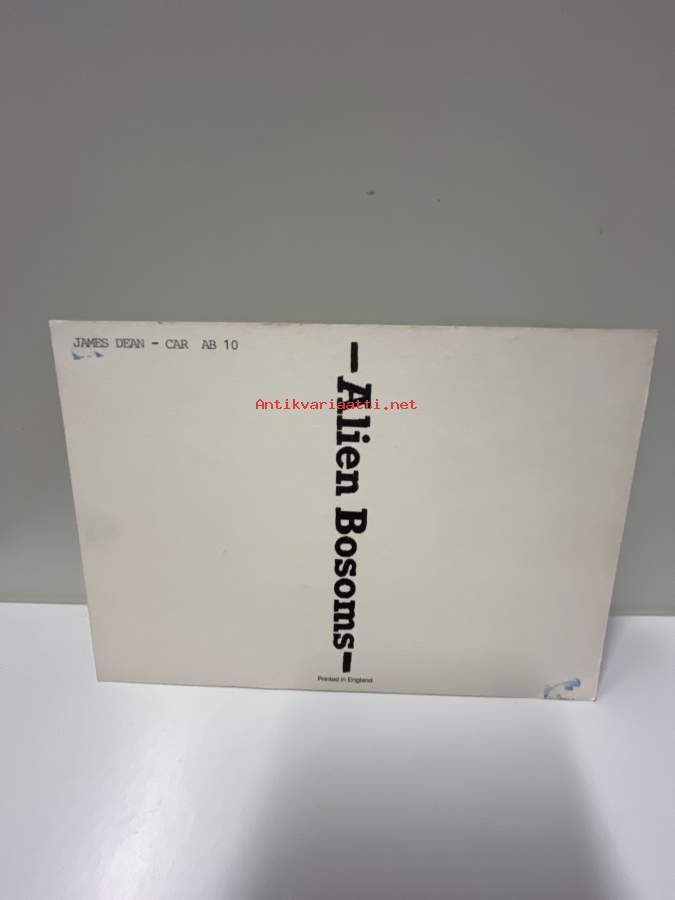 JAMES DEAN - CAR AB 10
-Alien Bosoms-
Antikvariaatti.net
Printed in England.